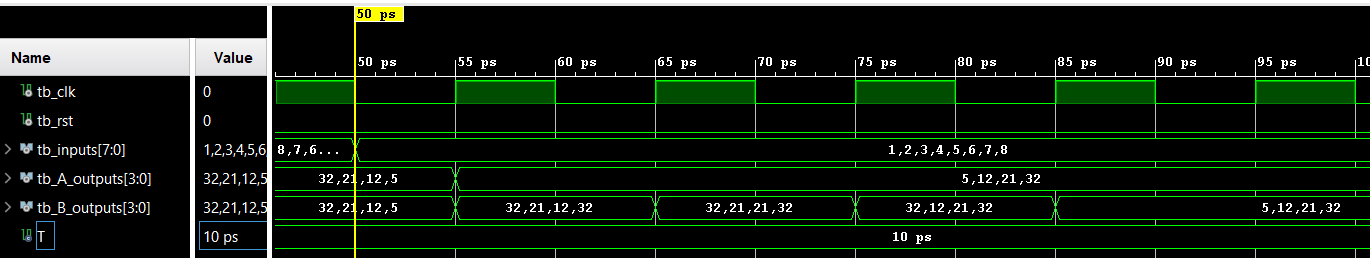 50 ps
Name Value 50 ps 55 ps 60 ps 65 ps 70 ps 75 ps 80 ps 85 ps 90 ps 95 ps 10
tb_clk 0
tb_rst 0
tb_inputs[7:0] 1,2,3,4,5,6, 8,7,6... 1,2,3,4,5,6,7,8
tb_A_outputs[3:0] 32,21,12,5 32,21,12,5 5,12,21,32
tb_B_outputs[3:0] 32,21,12,5 32,21,12,5 32,21,12,32 32,21,21,32 32,12,21,32 5,12,21,32
T 10 ps 10 ps